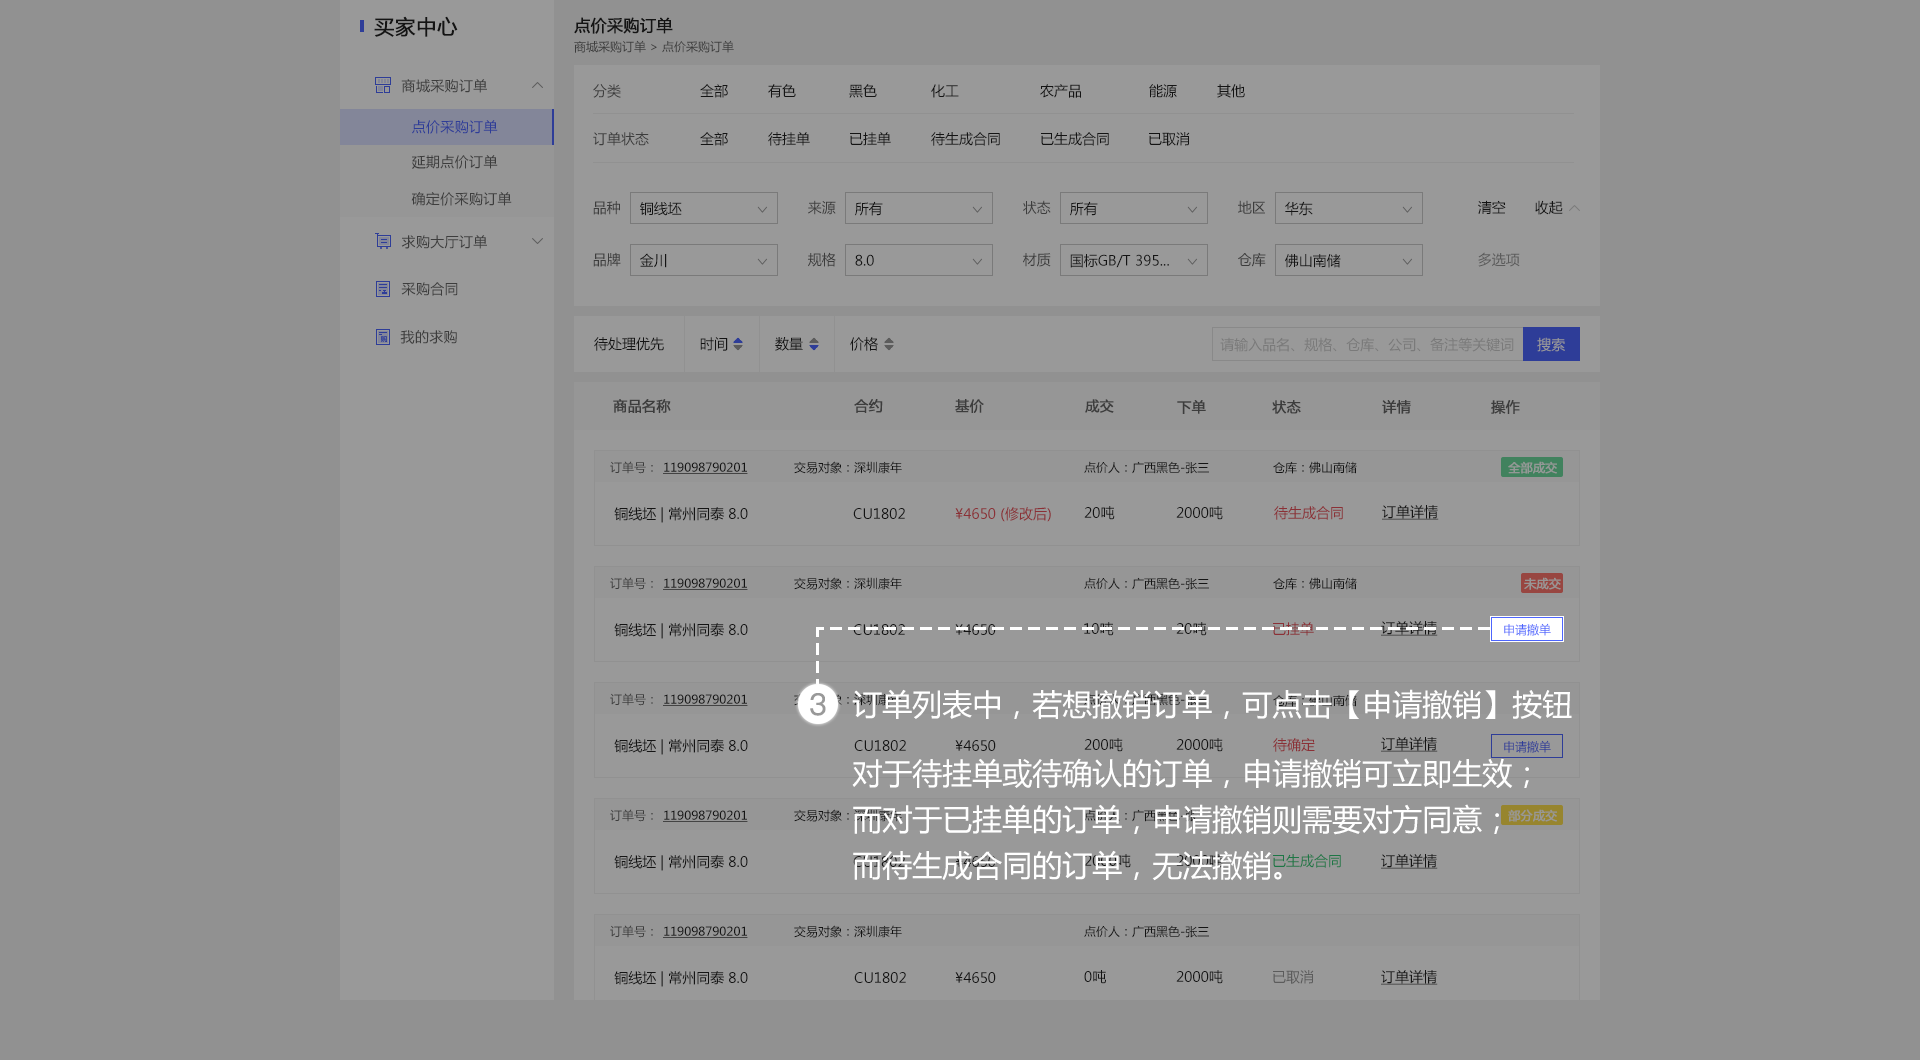 买家中心
商城采购订单
点价采购订单
延期点价订单
确定价采购订单
求购大厅订单
采购合同
我的求购
点价采购订单
商城采购订单 > 点价采购订单
分类 全部 有色 黑色 化工 农产品 能源 其他
订单状态 全部 待挂单 已挂单 待生成合同 已生成合同 已取消
品种 铜线坯 来源 所有 状态 所有 地区 华东 清空 收起
品牌 金川 规格 8.0 材质 国标GB/T 395... 仓库 佛山南储 多选项
待处理优先 时间 数量 价格 请输入品名、规格、仓库、公司、备注等关键词 搜索
商品名称 合约 基价 成交 下单 状态 详情 操作
订单号： 119098790201 交易对象：深圳康年 点价人：广西黑色-张三 仓库：佛山南储 全部成交
铜线坯 | 常州同泰 8.0 CU1802 ¥4650 (修改后) 20吨 2000吨 待生成合同 订单详情
订单号： 119098790201 交易对象：深圳康年 点价人：广西黑色-张三 仓库：佛山南储 未成交
铜线坯 | 常州同泰 8.0 CU1802 ¥4650 10吨 20吨 已挂单 订单详情 申请撤单
订单号： 119098790201
3 订单列表中，若想撤销订单，可点击【申请撤销】按钮
铜线坯 | 常州同泰 8.0 CU1802 ¥4650 200吨 2000吨 待确定 订单详情 申请撤单
对于待挂单或待确认的订单，申请撤销可立即生效；
订单号： 119098790201 交易对象： 部分成交
而对于已挂单的订单，申请撤销则需要对方同意；
铜线坯 | 常州同泰 8.0 已生成合同 订单详情
而待生成合同的订单，无法撤销。
订单号： 119098790201 交易对象：深圳康年 点价人：广西黑色-张三
铜线坯 | 常州同泰 8.0 CU1802 ¥4650 0吨 2000吨 已取消 订单详情